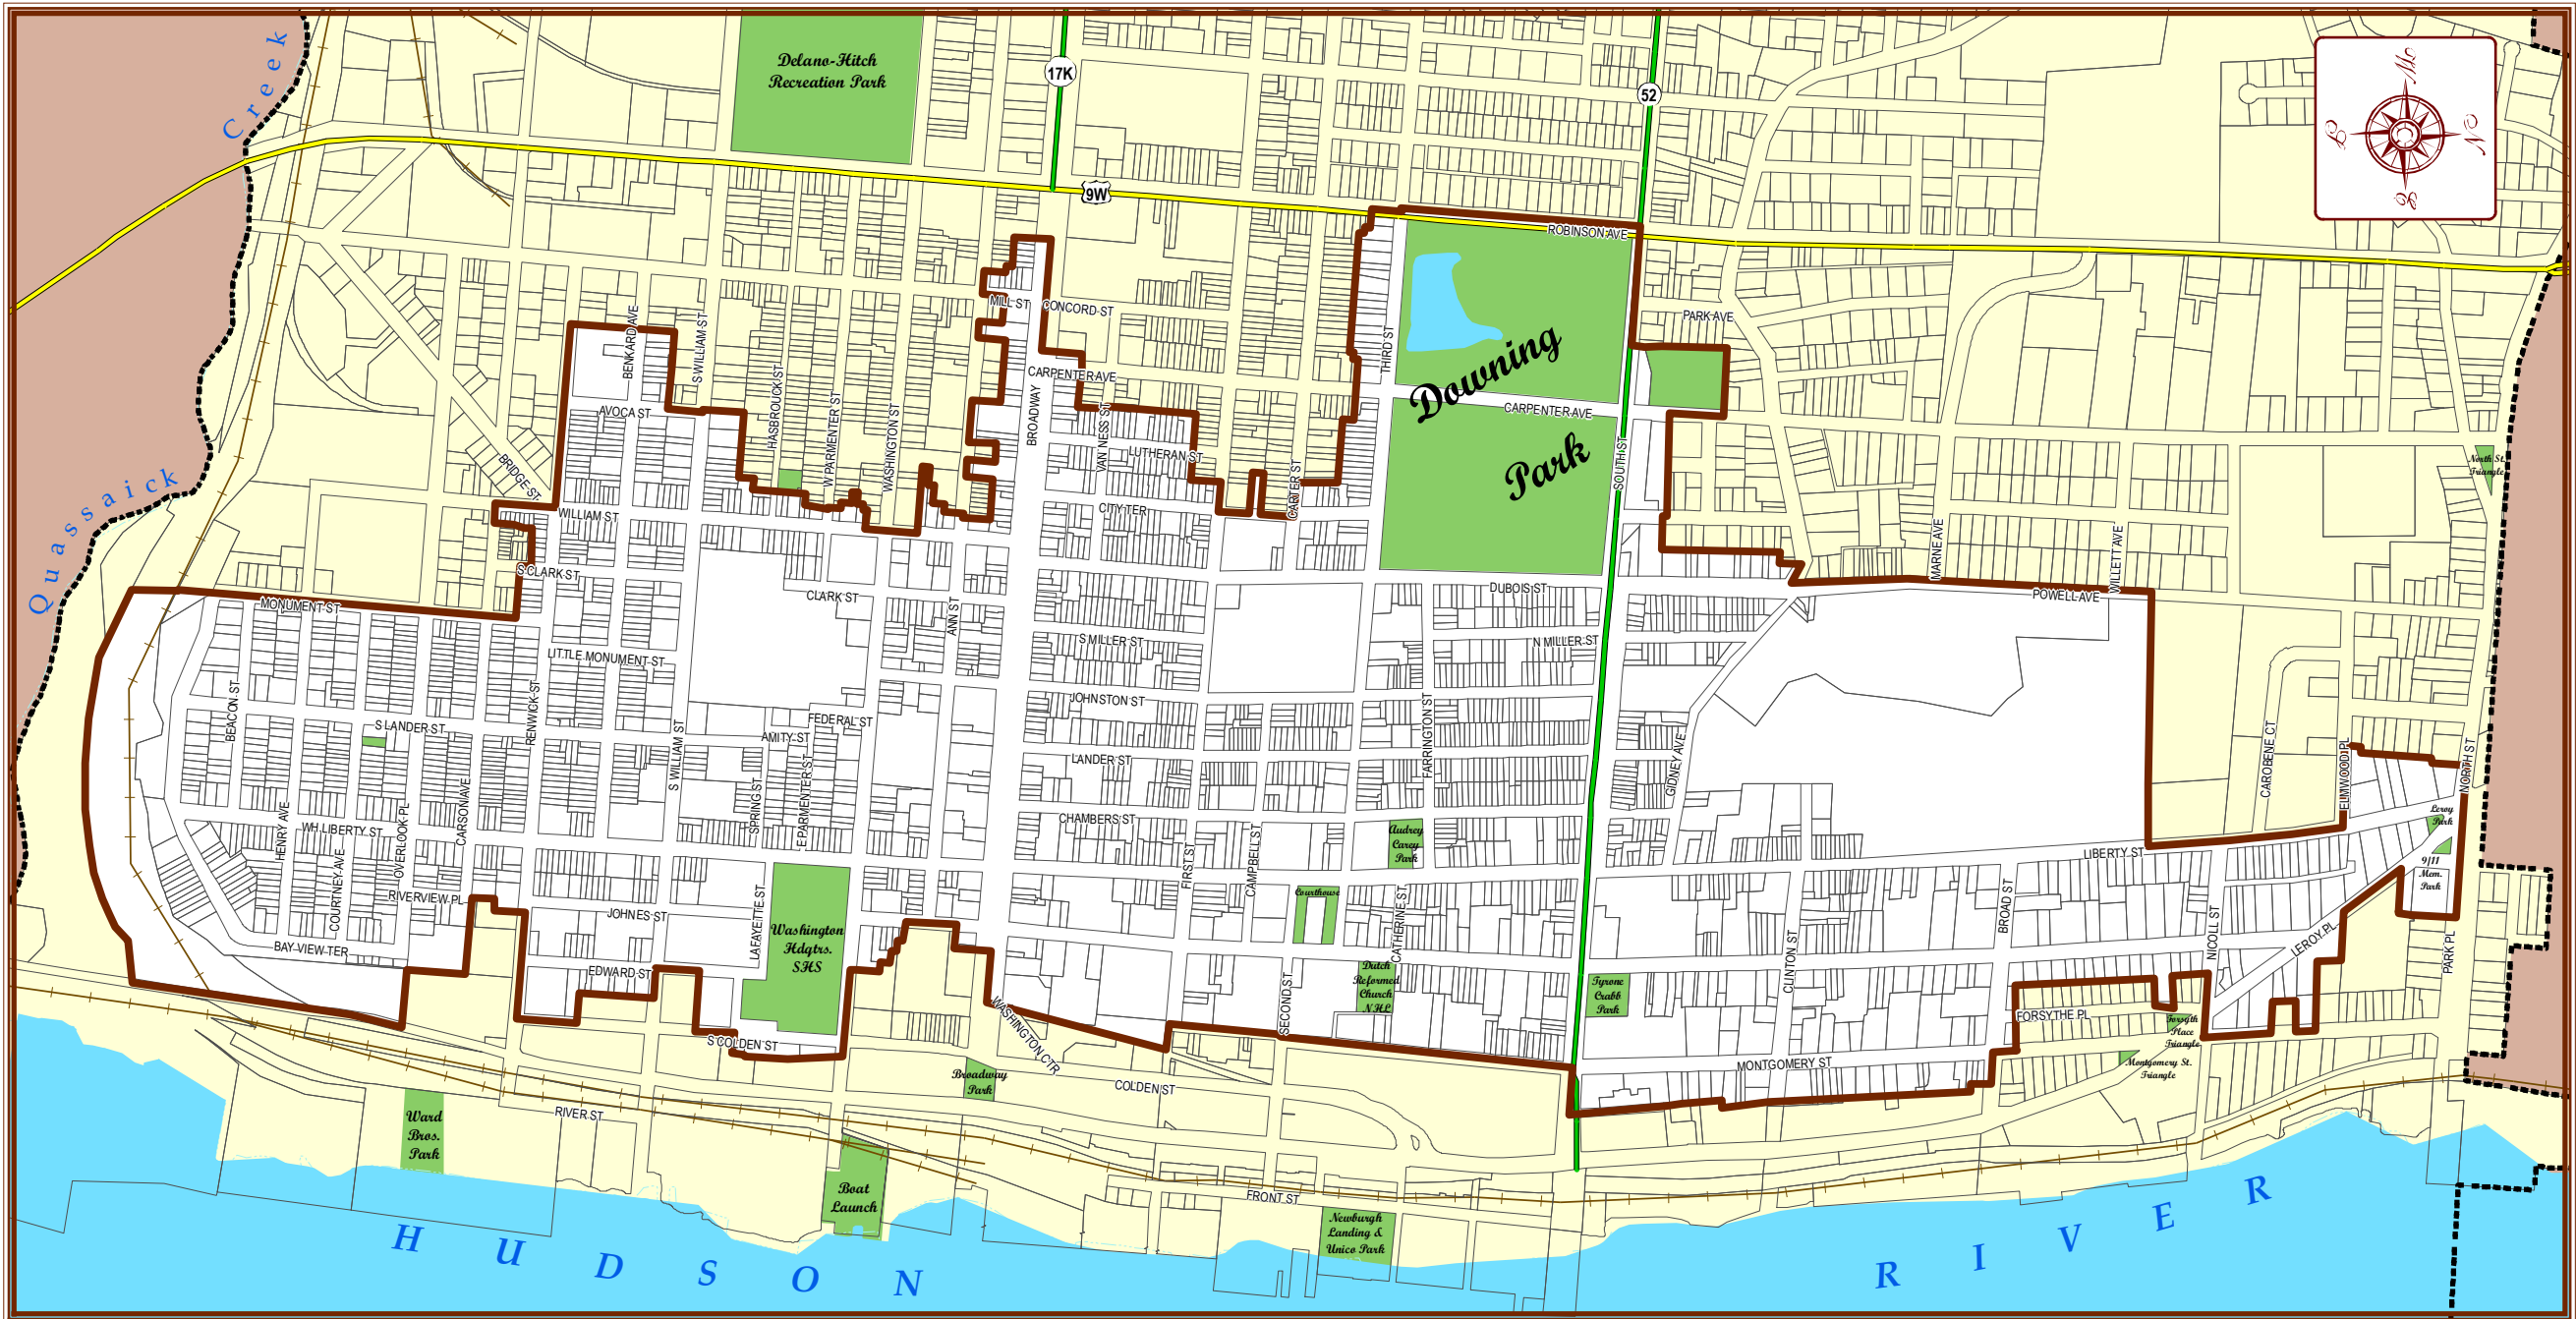 Delano-Hitch
Recreation Park
Creek
17K
52
9W
ROBINSON AVE
MILL ST
CONCORD ST
PARK AVE
BENKARD AVE
S WILLIAM ST
THIRD ST
CARPENTER AVE
Downing
Park
CARPENTER AVE
AVOCA ST
HASBROUCK ST
W PARMENTER ST
WASHINGTON ST
BROADWAY
VAN NESS ST
LUTHERAN ST
CARTER ST
SOUTH ST
North St.
Triangle
BRIDGE ST
Quassaick
WILLIAM ST
CITY TER
MARNE AVE
WILLETT AVE
S CLARK ST
CLARK ST
DUBOIS ST
POWELL AVE
MONUMENT ST
ANN ST
S MILLER ST
N MILLER ST
LITTLE MONUMENT ST
BEACON ST
RENWICK ST
JOHNSTON ST
FARRINGTON ST
S LANDER ST
FEDERAL ST
AMITY ST
S WILLIAM ST
LANDER ST
GIDNEY AVE
CAROBENE CT
ELMWOOD PL
NORTH ST
SPRING ST
E PARMENTER ST
CHAMBERS ST
Leroy
Park
HENRY AVE
WH LIBERTY ST
COURTNEY AVE
OVERLOOK PL
CARSON AVE
FIRST ST
CAMPBELL ST
Audrey
Carey
Park
LIBERTY ST
9/11
Mem.
Park
RIVERVIEW PL
JOHNES ST
LAFAYETTE ST
Washington
Hdqtrs.
SHS
Courthouse
CATHERINE ST
BROAD ST
NICOLL ST
LEROY PL
PARK PL
BAY VIEW TER
EDWARD ST
Dutch
Reformed
Church
NHL
SECOND ST
CLINTON ST
Tyrone
Crabb
Park
S COLDEN ST
WASHINGTON CTR
FORSYTHE PL
Forsyth
Place
Triangle
MONTGOMERY ST
Montgomery St.
Triangle
Broadway
Park
COLDEN ST
Ward
Bros.
Park
RIVER ST
Boat
Launch
FRONT ST
Newburgh
Landing &
Unico Park
HUDSON
RIVER